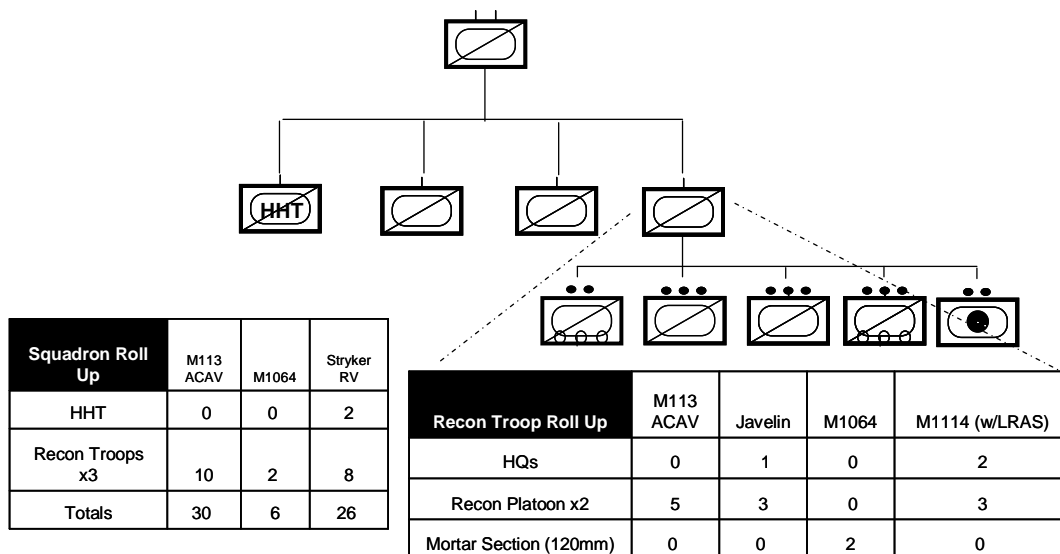 HHT
Squadron Roll Up
M113 ACAV
M1064
Stryker RV
HHT
0
0
2
Recon Troops x3
10
2
8
Totals
30
6
26
Recon Troop Roll Up
M113 ACAV
Javelin
M1064
M1114 (w/LRAS)
HQs
0
1
0
2
Recon Platoon x2
5
3
0
3
Mortar Section (120mm)
0
0
2
0